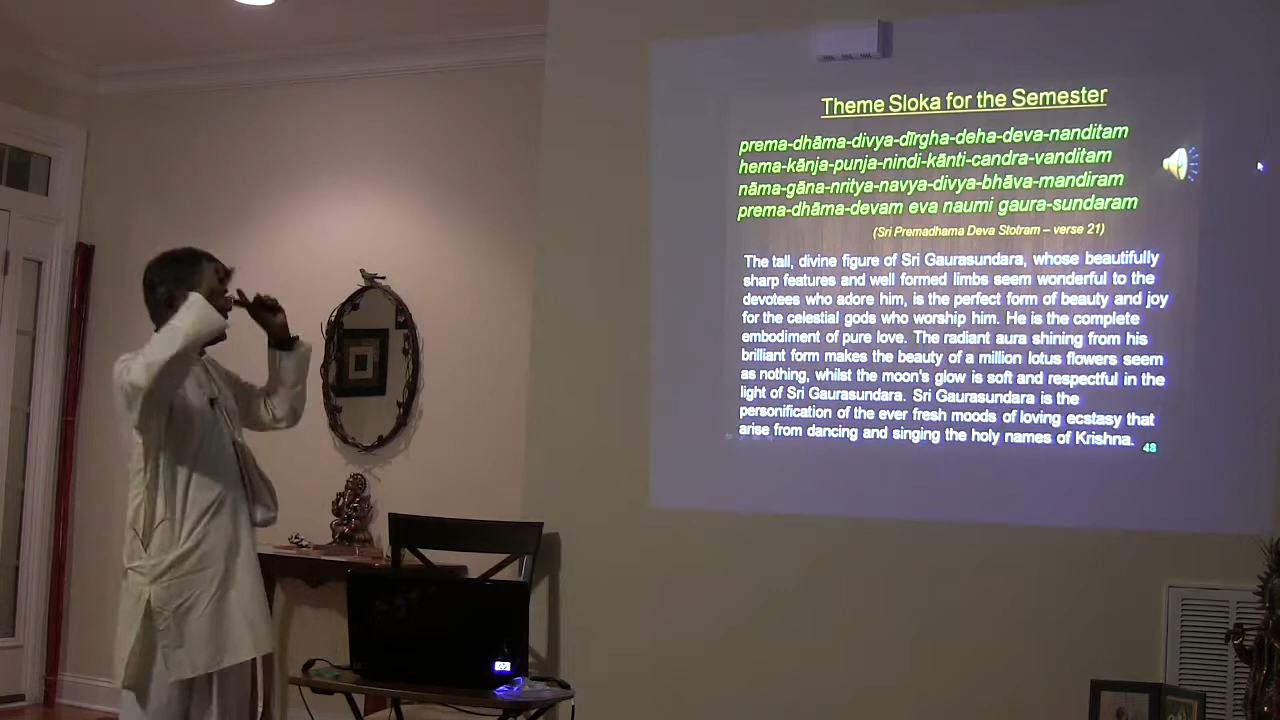 Theme Sloka for the Semester
prema-dhāma-divya-dīrgha-deha-deva-nanditam
hema-kānja-punja-nindi-kānti-candra-vanditam
nāma-gāna-nritya-navya-divya-bhāva-mandiram
prema-dhāma-devam eva naumi gaura-sundaram
(Sri Premadhama Deva Stotram – verse 21)
The tall, divine figure of Sri Gaurasundara, whose beautifully
sharp features and well formed limbs seem wonderful to the
devotees who adore him, is the perfect form of beauty and joy
for the celestial gods who worship him. He is the complete
embodiment of pure love. The radiant aura shining from his
brilliant form makes the beauty of a million lotus flowers seem
as nothing, whilst the moon's glow is soft and respectful in the
light of Sri Gaurasundara. Sri Gaurasundara is the
personification of the ever fresh moods of loving ecstasy that
arise from dancing and singing the holy names of Krishna.
48